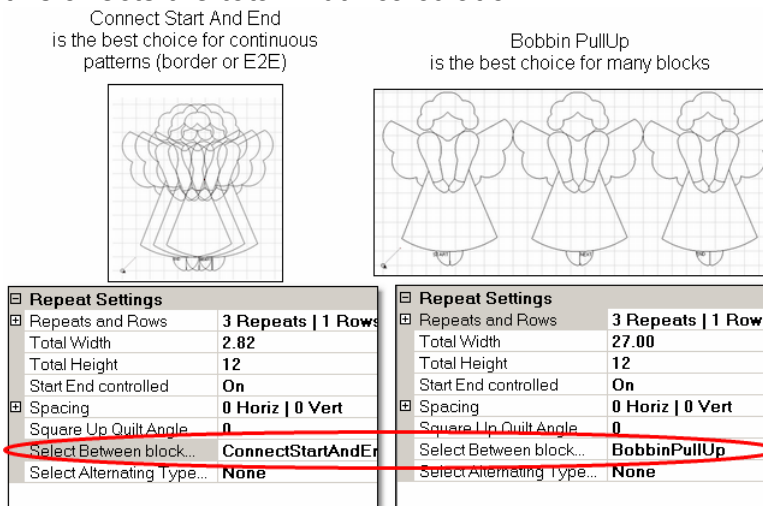 Connect Start And End
is the best choice for continuous
patterns (border or E2E)
Bobbin PullUp
is the best choice for many blocks
Repeat Settings
Repeats and Rows 3 Repeats | 1 Rows
Total Width 2.82
Total Height 12
Start End controlled On
Spacing 0 Horiz | 0 Vert
Square Up Quilt Angle 0
Select Between block... ConnectStartAndEn
Select Alternating Type... None
Repeat Settings
Repeats and Rows 3 Repeats | 1 Row
Total Width 27.00
Total Height 12
Start End controlled On
Spacing 0 Horiz | 0 Vert
Square Up Quilt Angle 0
Select Between block... BobbinPullUp
Select Alternating Type... None